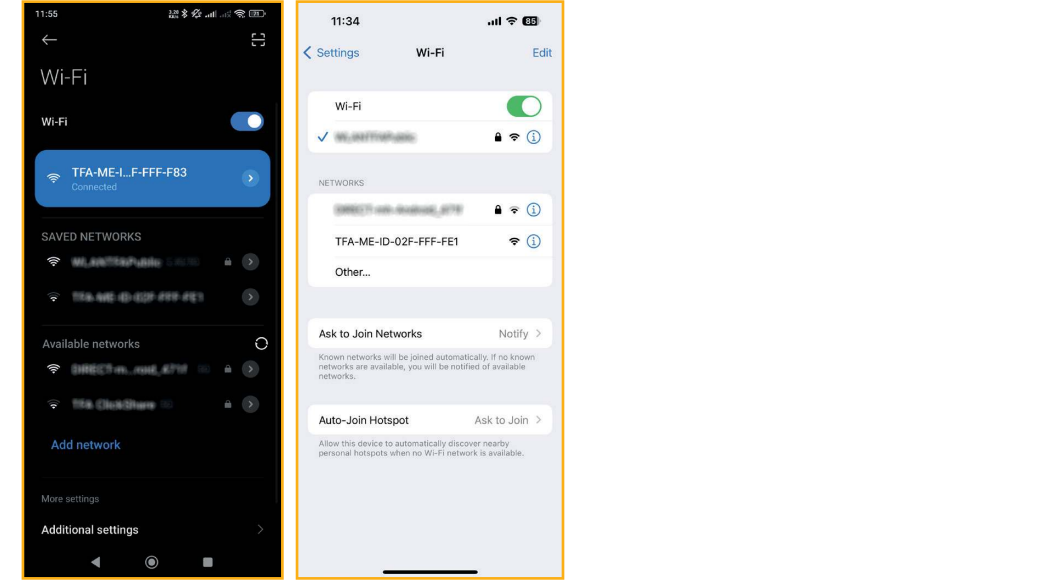 11:55
Wi-Fi
Wi-Fi
TFA-ME-I...F-FFF-F83
Connected
SAVED NETWORKS
Available networks
Add network
More settings
Additional settings
11:34
85
Settings
Wi-Fi
Edit
Wi-Fi
NETWORKS
TFA-ME-ID-02F-FFF-FE1
Other...
Ask to Join Networks
Notify
Known networks will be joined automatically. If no known
networks are available, you will be notified of available
networks.
Auto-Join Hotspot
Ask to Join
Allow this device to automatically discover nearby
personal hotspots when no Wi-Fi network is available.